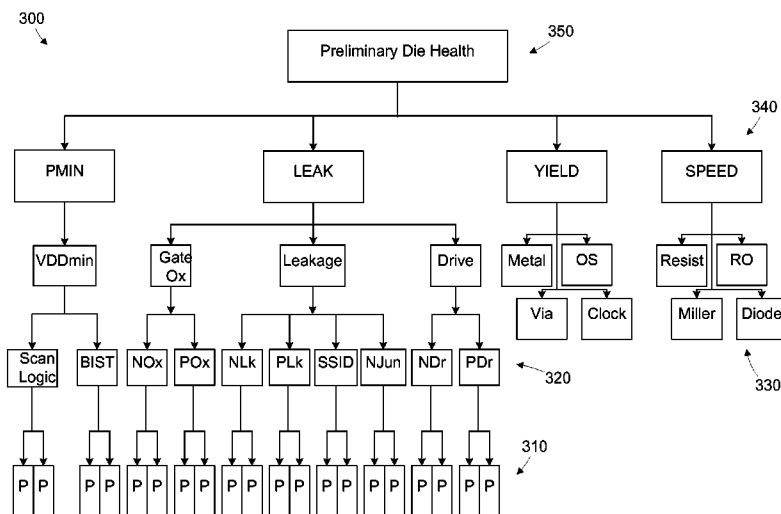 300
Preliminary Die Health
350
340
PMIN
LEAK
YIELD
SPEED
VDDmin
Gate
Ox
Leakage
Drive
Metal
OS
Resist
RO
Via
Clock
Miller
Diode
Scan
Logic
BIST
NOx
POx
NLk
PLk
SSID
NJun
NDr
PDr
320
330
310
P P P P P P P P P P P P P P P P P P P P